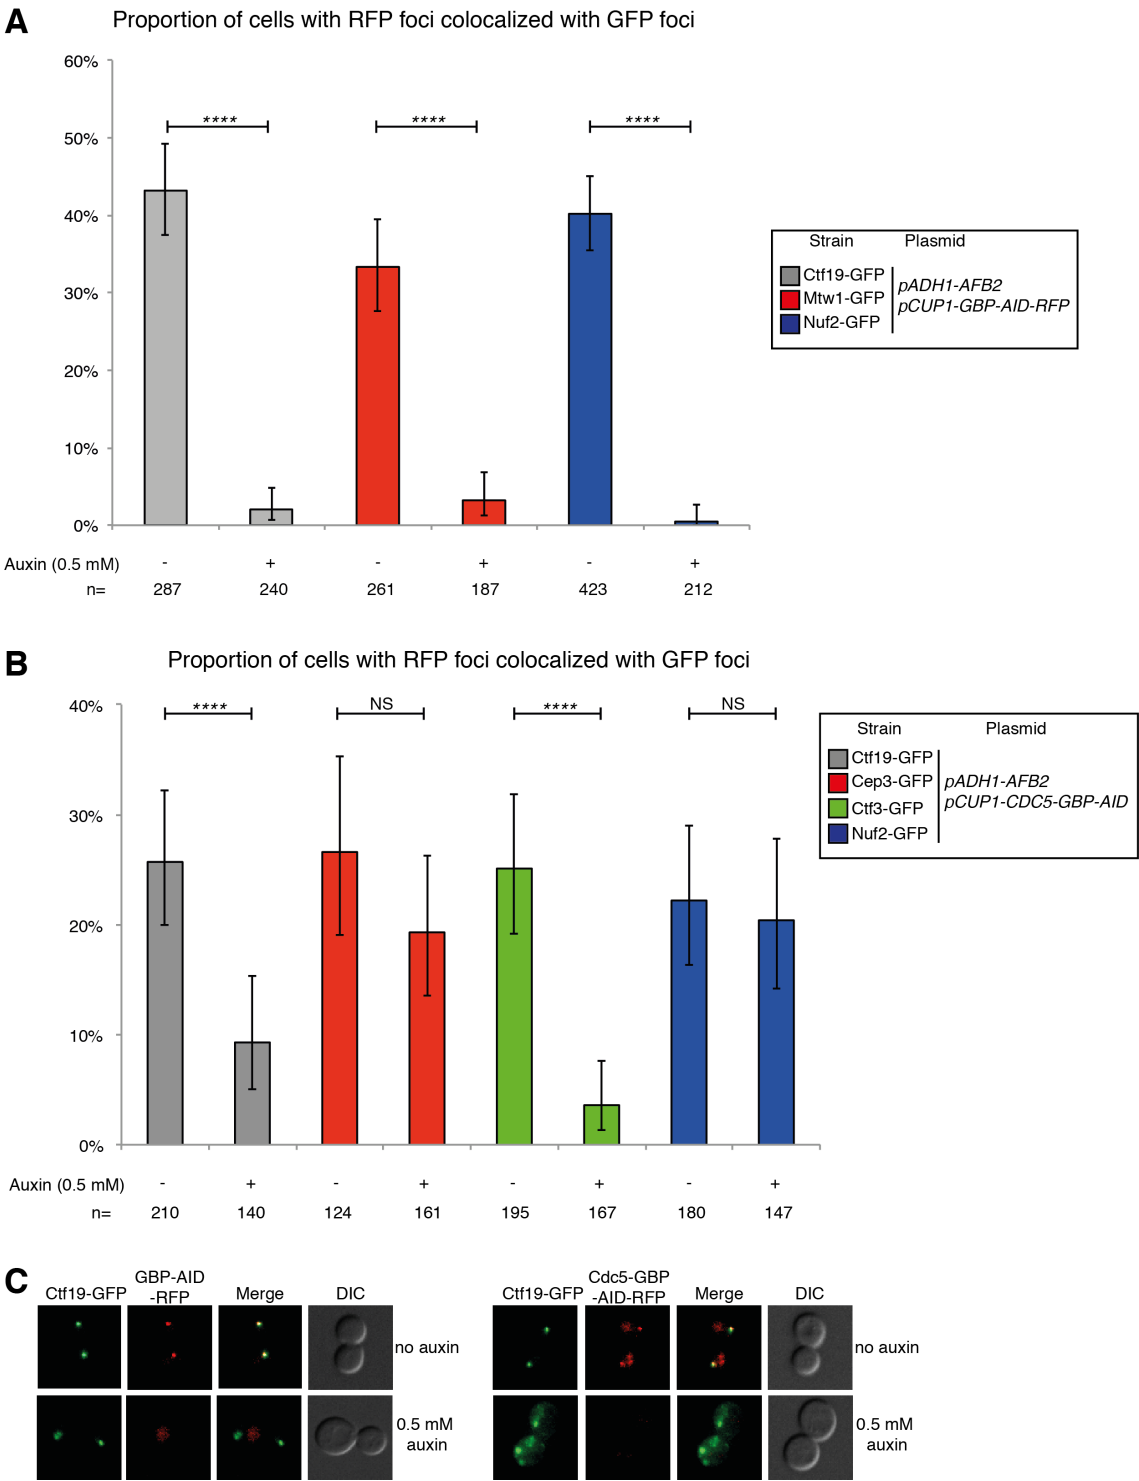 A
Proportion of cells with RFP foci colocalized with GFP foci
60%
50%
40%
30%
20%
10%
0%
**** **** ****
Auxin (0.5 mM) - + - + - +
n= 287 240 261 187 423 212
Strain Plasmid
Ctf19-GFP
Mtw1-GFP
Nuf2-GFP
pADH1-AFB2
pCUP1-GBP-AID-RFP
B
Proportion of cells with RFP foci colocalized with GFP foci
40%
30%
20%
10%
0%
**** NS **** NS
Auxin (0.5 mM) - + - + - + - +
n= 210 140 124 161 195 167 180 147
Strain Plasmid
Ctf19-GFP
Cep3-GFP
Ctf3-GFP
Nuf2-GFP
pADH1-AFB2
pCUP1-CDC5-GBP-AID
C
Ctf19-GFP
GBP-AID
-RFP
Merge
DIC
no auxin
0.5 mM
auxin
Ctf19-GFP
Cdc5-GBP
-AID-RFP
Merge
DIC
no auxin
0.5 mM
auxin